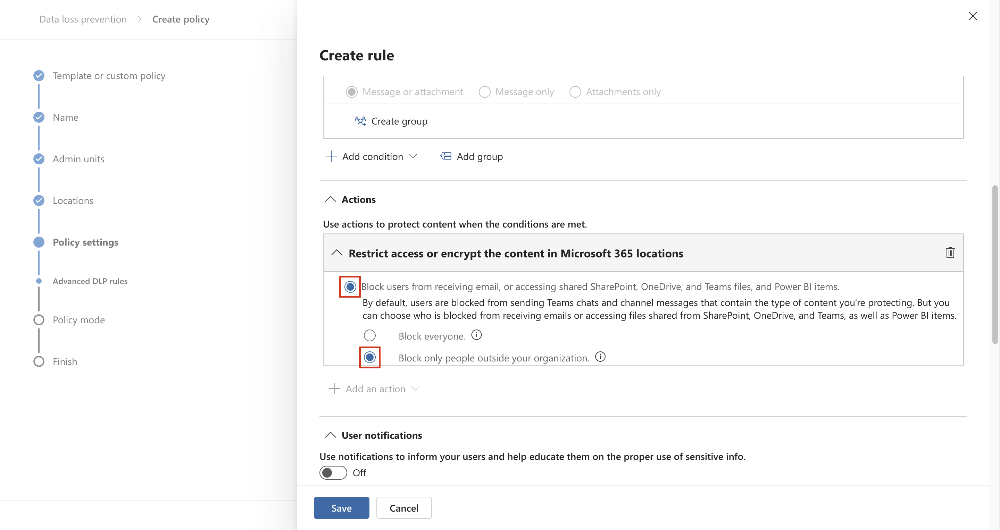 Data loss prevention > Create policy
Template or custom policy
Name
Admin units
Locations
Policy settings
Advanced DLP rules
Policy mode
Finish
Create rule
Message or attachment Message only Attachments only
Create group
Add condition Add group
Actions
Use actions to protect content when the conditions are met.
Restrict access or encrypt the content in Microsoft 365 locations
Block users from receiving email, or accessing shared SharePoint, OneDrive, and Teams files, and Power BI items.
By default, users are blocked from sending Teams chats and channel messages that contain the type of content you're protecting. But you
can choose who is blocked from receiving emails or accessing files shared from SharePoint, OneDrive, and Teams, as well as Power BI items.
Block everyone.
Block only people outside your organization.
Add an action
User notifications
Use notifications to inform your users and help educate them on the proper use of sensitive info.
Off
Save Cancel